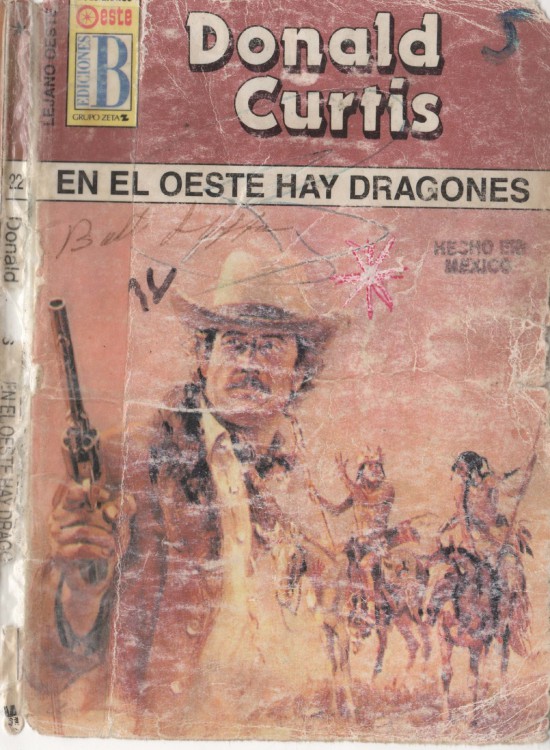 Oeste
EDICIONES
B
GRUPO ZETA
LEJANO OESTE
Donald
Curtis
5
EN EL OESTE HAY DRAGONES
HECHO EN
MEXICO
22
Donald
S
EN EL OESTE HAY DRAG